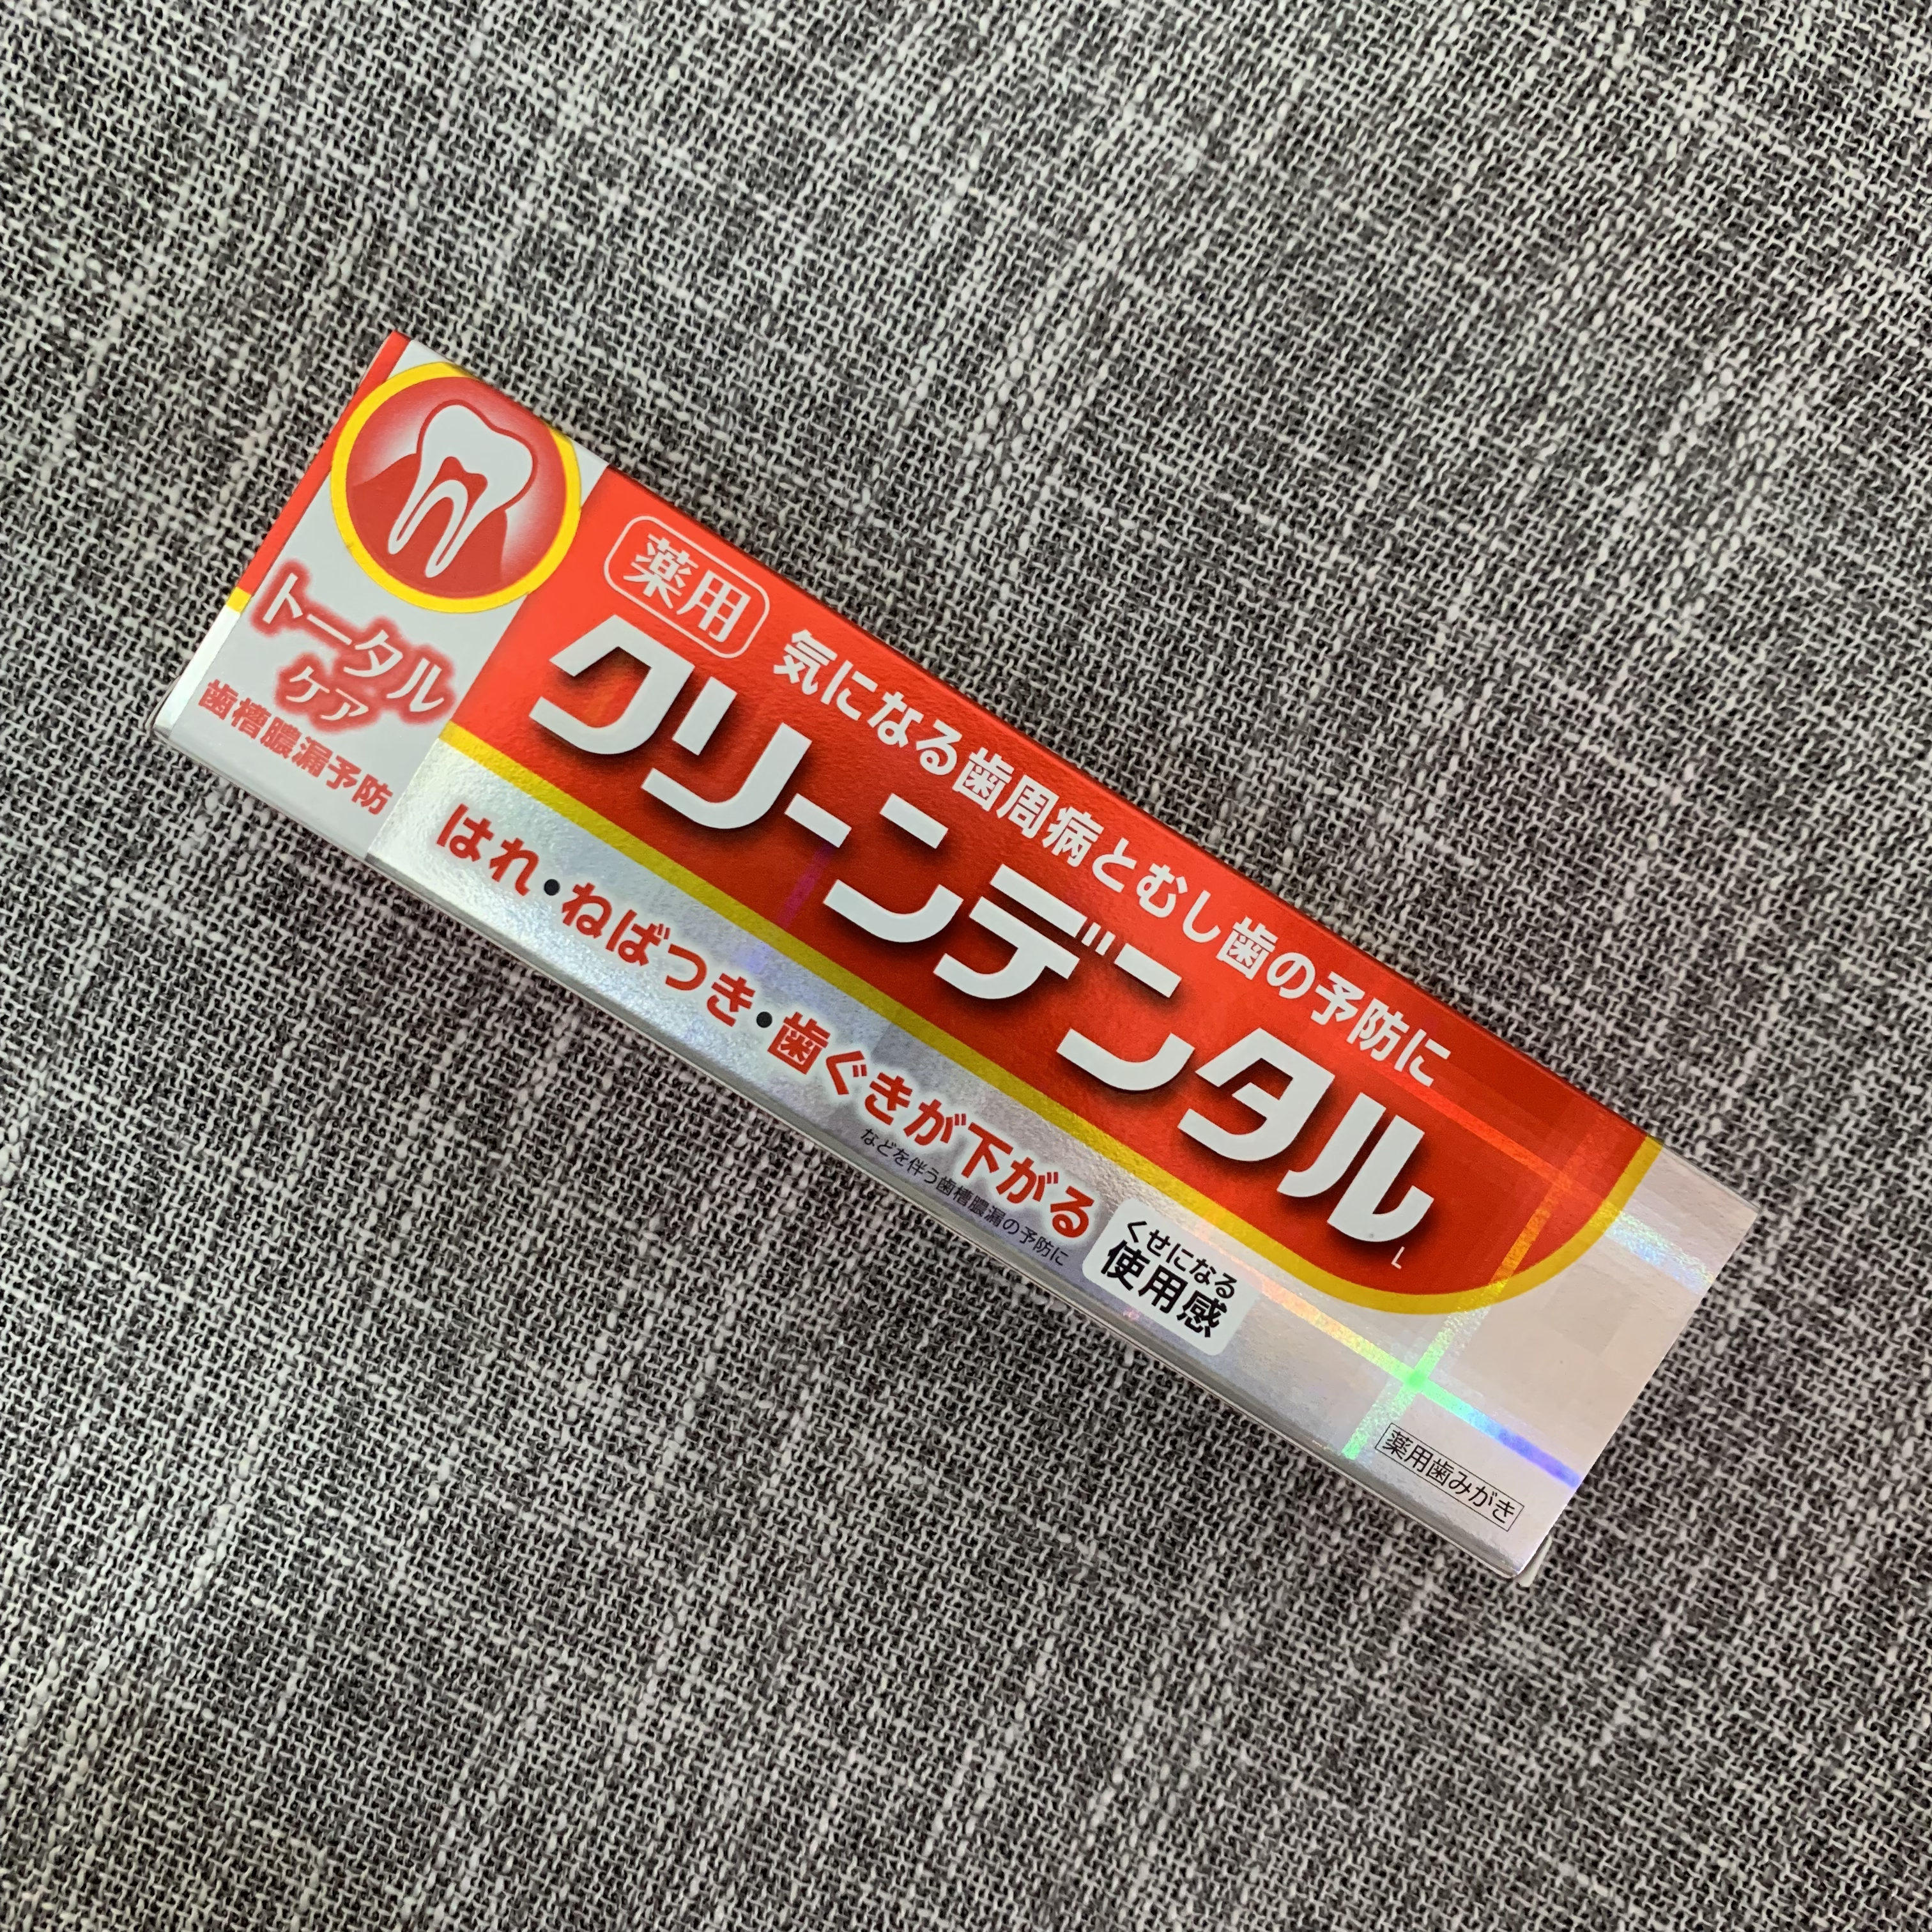 トータル
ケア
歯槽膿漏予防
薬用
気になる歯周病とむし歯の予防に
クリーンデンタル
L
はれ・ねばつき・歯ぐきが下がる
などを伴う歯槽膿漏の予防に
くせになる
使用感
薬用歯みがき